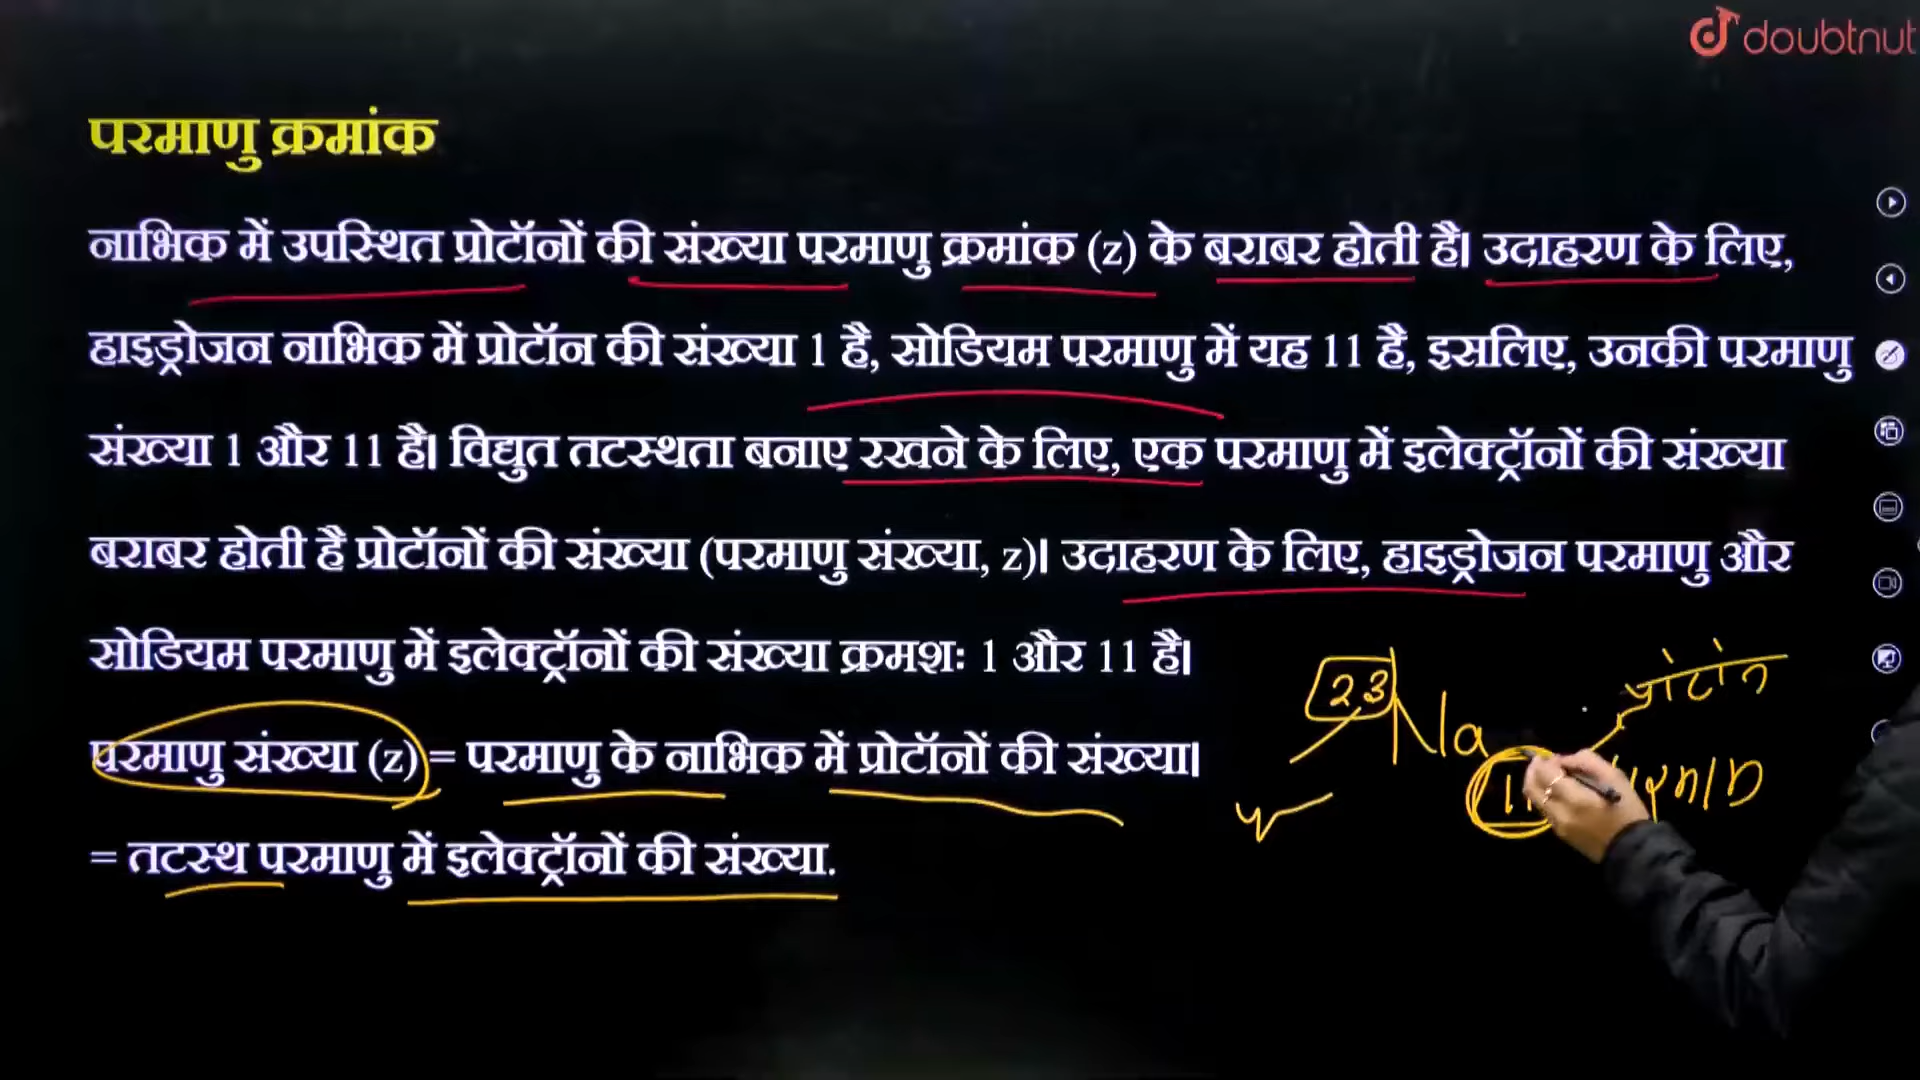 doubtnut
परमाणु क्रमांक
नाभिक में उपस्थित प्रोटॉनों की संख्या परमाणु क्रमांक (z) के बराबर होती है। उदाहरण के लिए,
हाइड्रोजन नाभिक में प्रोटॉन की संख्या 1 है, सोडियम परमाणु में यह 11 है, इसलिए, उनकी परमाणु
संख्या 1 और 11 है। विद्युत तटस्थता बनाए रखने के लिए, एक परमाणु में इलेक्ट्रॉनों की संख्या
बराबर होती है प्रोटॉनों की संख्या (परमाणु संख्या, z)। उदाहरण के लिए, हाइड्रोजन परमाणु और
सोडियम परमाणु में इलेक्ट्रॉनों की संख्या क्रमशः 1 और 11 है।
परमाणु संख्या (z) = परमाणु के नाभिक में प्रोटॉनों की संख्या।
= तटस्थ परमाणु में इलेक्ट्रॉनों की संख्या.
23
Na
11
प्रोटोन